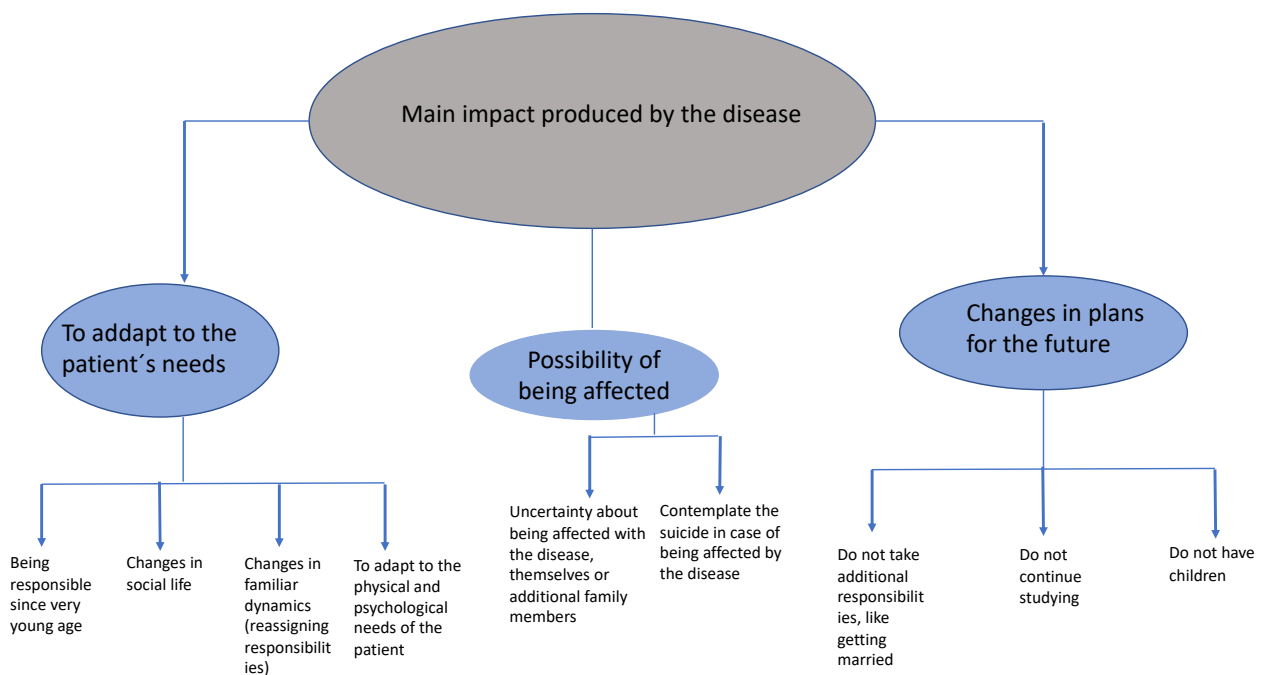 Main impact produced by the disease
To addapt to the
patient´s needs
Possibility of
being affected
Changes in plans
for the future
Being
responsible
since very
young age
Changes in
social life
Changes in
familiar
dynamics
(reassigning
responsibilit
ies)
To adapt to the
physical and
psychological
needs of the
patient
Uncertainty about
being affected with
the disease,
themselves or
additional family
members
Contemplate the
suicide in case of
being affected by
the disease
Do not take
additional
responsibilit
ies, like
getting
married
Do not
continue
studying
Do not have
children